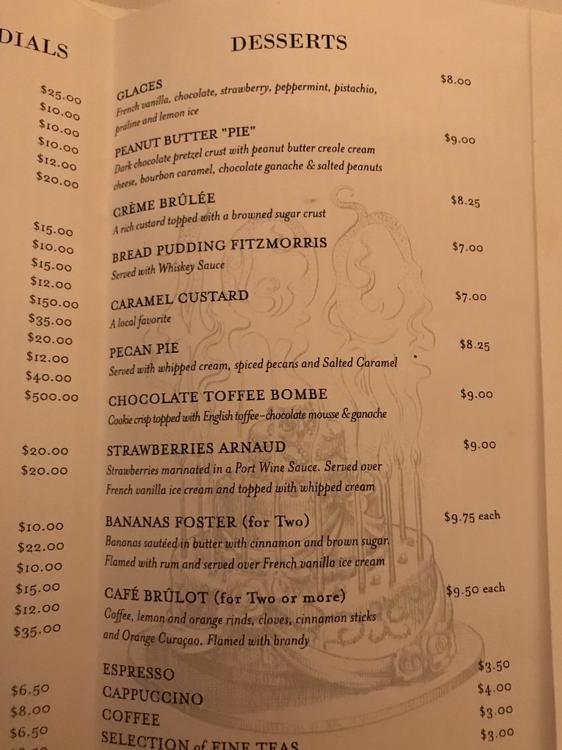 DIALS
$25.00
$10.00
$10.00
$10.00
$12.00
$20.00
$15.00
$10.00
$15.00
$12.00
$150.00
$35.00
$20.00
$12.00
$40.00
$500.00
$20.00
$20.00
$10.00
$22.00
$10.00
$15.00
$12.00
$35.00
$6.50
$8.00
$6.50
DESSERTS
GLACES $8.00
French vanilla, chocolate, strawberry, peppermint, pistachio,
praline and lemon ice
PEANUT BUTTER "PIE" $9.00
Dark chocolate pretzel crust with peanut butter creole cream
cheese, bourbon caramel, chocolate ganache & salted peanuts
CRÈME BRÛLÉE $8.25
A rich custard topped with a browned sugar crust
BREAD PUDDING FITZMORRIS $7.00
Served with Whiskey Sauce
CARAMEL CUSTARD $7.00
A local favorite
PECAN PIE $8.25
Served with whipped cream, spiced pecans and Salted Caramel
CHOCOLATE TOFFEE BOMBE $9.00
Cookie crisp topped with English toffee-chocolate mousse & ganache
STRAWBERRIES ARNAUD $9.00
Strawberries marinated in a Port Wine Sauce. Served over
French vanilla ice cream and topped with whipped cream
BANANAS FOSTER (for Two) $9.75 each
Bananas sautéed in butter with cinnamon and brown sugar.
Flamed with rum and served over French vanilla ice cream
CAFÉ BRÛLOT (for Two or more) $9.50 each
Coffee, lemon and orange rinds, cloves, cinnamon sticks
and Orange Curaçao. Flamed with brandy
ESPRESSO $3.50
CAPPUCCINO $4.00
COFFEE $3.00
SELECTION of FINE TEAS $3.00